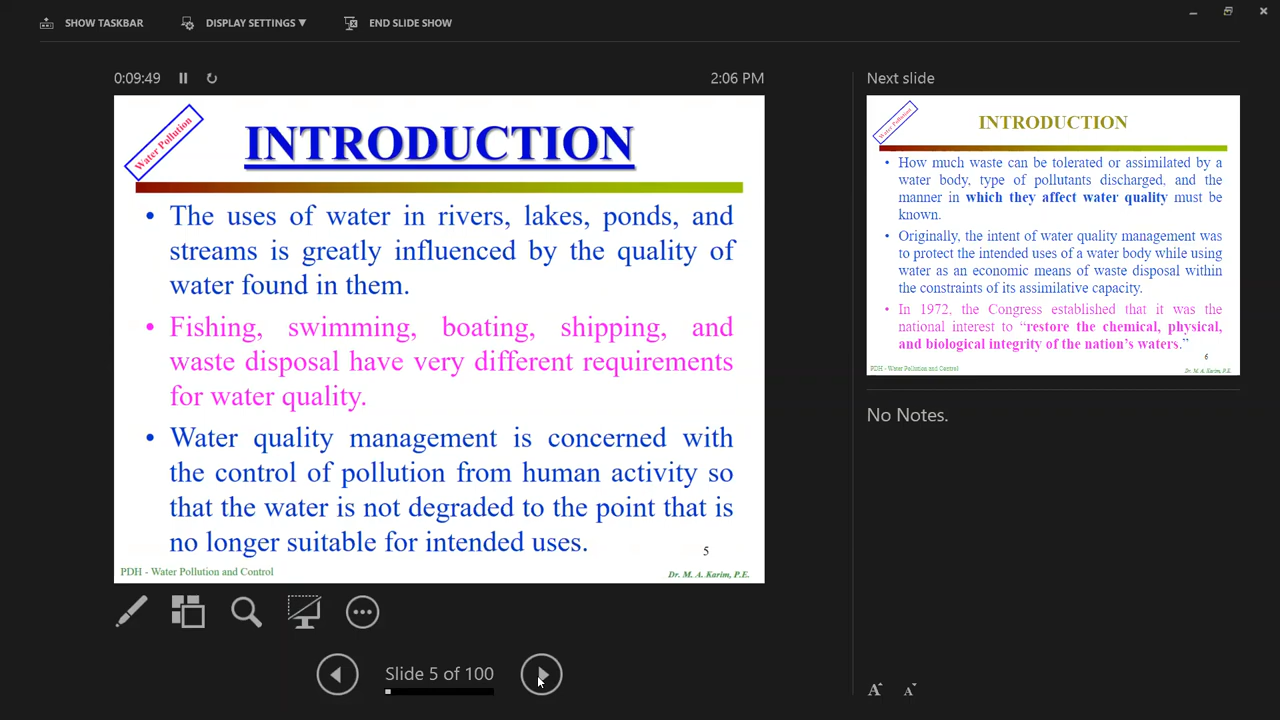 SHOW TASKBAR
DISPLAY SETTINGS ▼
END SLIDE SHOW
0:09:49
2:06 PM
Water Pollution
INTRODUCTION
• The uses of water in rivers, lakes, ponds, and
streams is greatly influenced by the quality of
water found in them.
• Fishing, swimming, boating, shipping, and
waste disposal have very different requirements
for water quality.
• Water quality management is concerned with
the control of pollution from human activity so
that the water is not degraded to the point that is
no longer suitable for intended uses.
5
PDH - Water Pollution and Control
Dr. M. A. Karim, P.E.
Slide 5 of 100
Next slide
Water Pollution
INTRODUCTION
• How much waste can be tolerated or assimilated by a
water body, type of pollutants discharged, and the
manner in which they affect water quality must be
known.
• Originally, the intent of water quality management was
to protect the intended uses of a water body while using
water as an economic means of waste disposal within
the constraints of its assimilative capacity.
• In 1972, the Congress established that it was the
national interest to “restore the chemical, physical,
and biological integrity of the nation’s waters.”
6
PDH - Water Pollution and Control
Dr. M. A. Karim, P.E.
No Notes.
A A